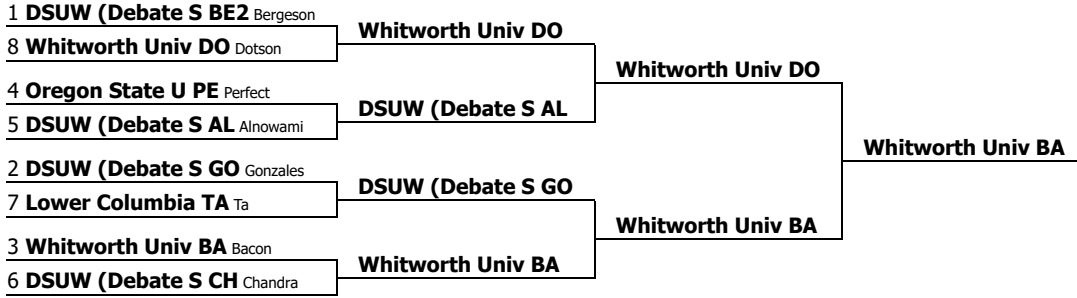 1 DSUW (Debate S BE2 Bergeson
8 Whitworth Univ DO Dotson
4 Oregon State U PE Perfect
5 DSUW (Debate S AL Alnowami
2 DSUW (Debate S GO Gonzales
7 Lower Columbia TA Ta
3 Whitworth Univ BA Bacon
6 DSUW (Debate S CH Chandra
Whitworth Univ DO
DSUW (Debate S AL
DSUW (Debate S GO
Whitworth Univ BA
Whitworth Univ DO
Whitworth Univ BA
Whitworth Univ BA